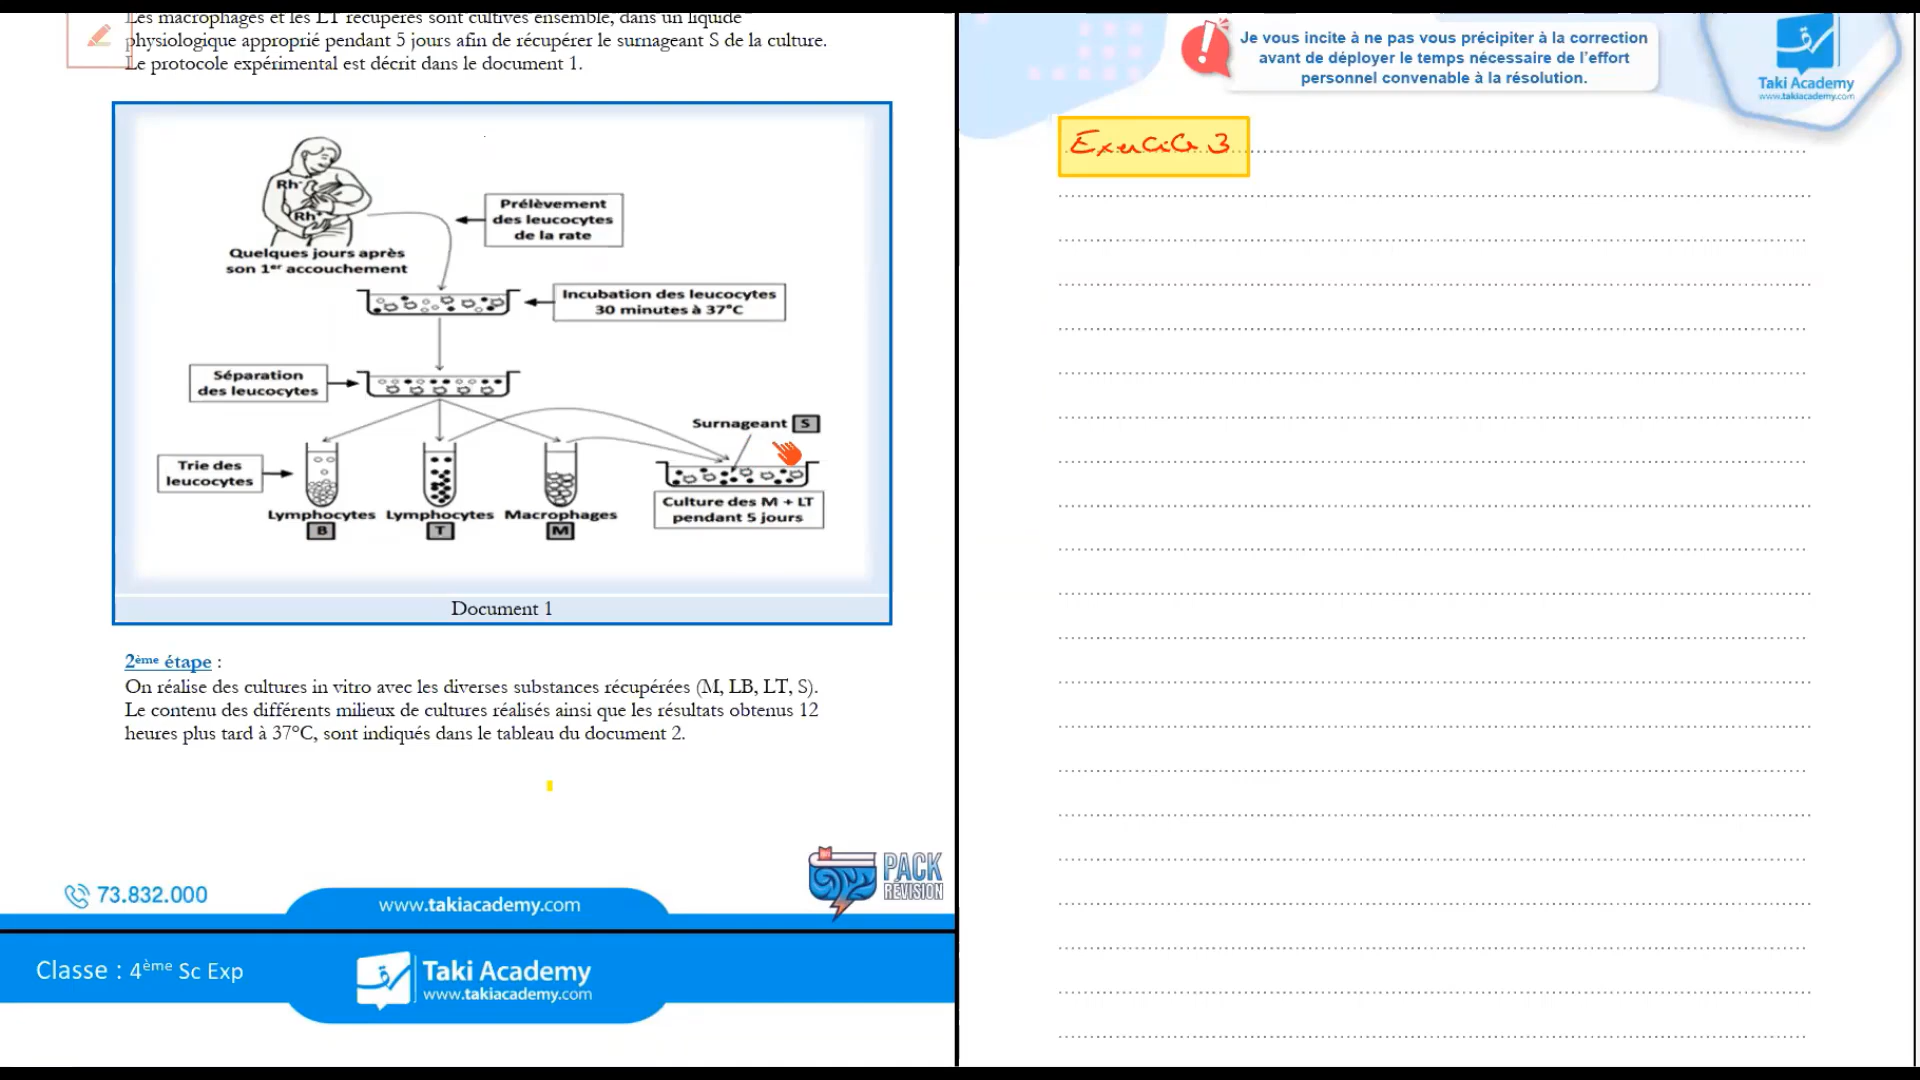 Les macrophages et les LT récupérés sont cultivés ensemble, dans un liquide
physiologique approprié pendant 5 jours afin de récupérer le surnageant S de la culture.
Le protocole expérimental est décrit dans le document 1.
Rh⁻
Rh⁺
Quelques jours après
son 1er accouchement
Prélèvement
des leucocytes
de la rate
Incubation des leucocytes
30 minutes à 37°C
Séparation
des leucocytes
Surnageant S
Trie des
leucocytes
Lymphocytes
B
Lymphocytes
T
Macrophages
M
Culture des M + LT
pendant 5 jours
Document 1
2ème étape :
On réalise des cultures in vitro avec les diverses substances récupérées (M, LB, LT, S).
Le contenu des différents milieux de cultures réalisés ainsi que les résultats obtenus 12
heures plus tard à 37°C, sont indiqués dans le tableau du document 2.
PACK
RÉVISION
73.832.000
www.takiacademy.com
Classe : 4ème Sc Exp
Taki Academy
www.takiacademy.com
Je vous incite à ne pas vous précipiter à la correction
avant de déployer le temps nécessaire de l'effort
personnel convenable à la résolution.
Taki Academy
www.takiacademy.com
Exercice 3